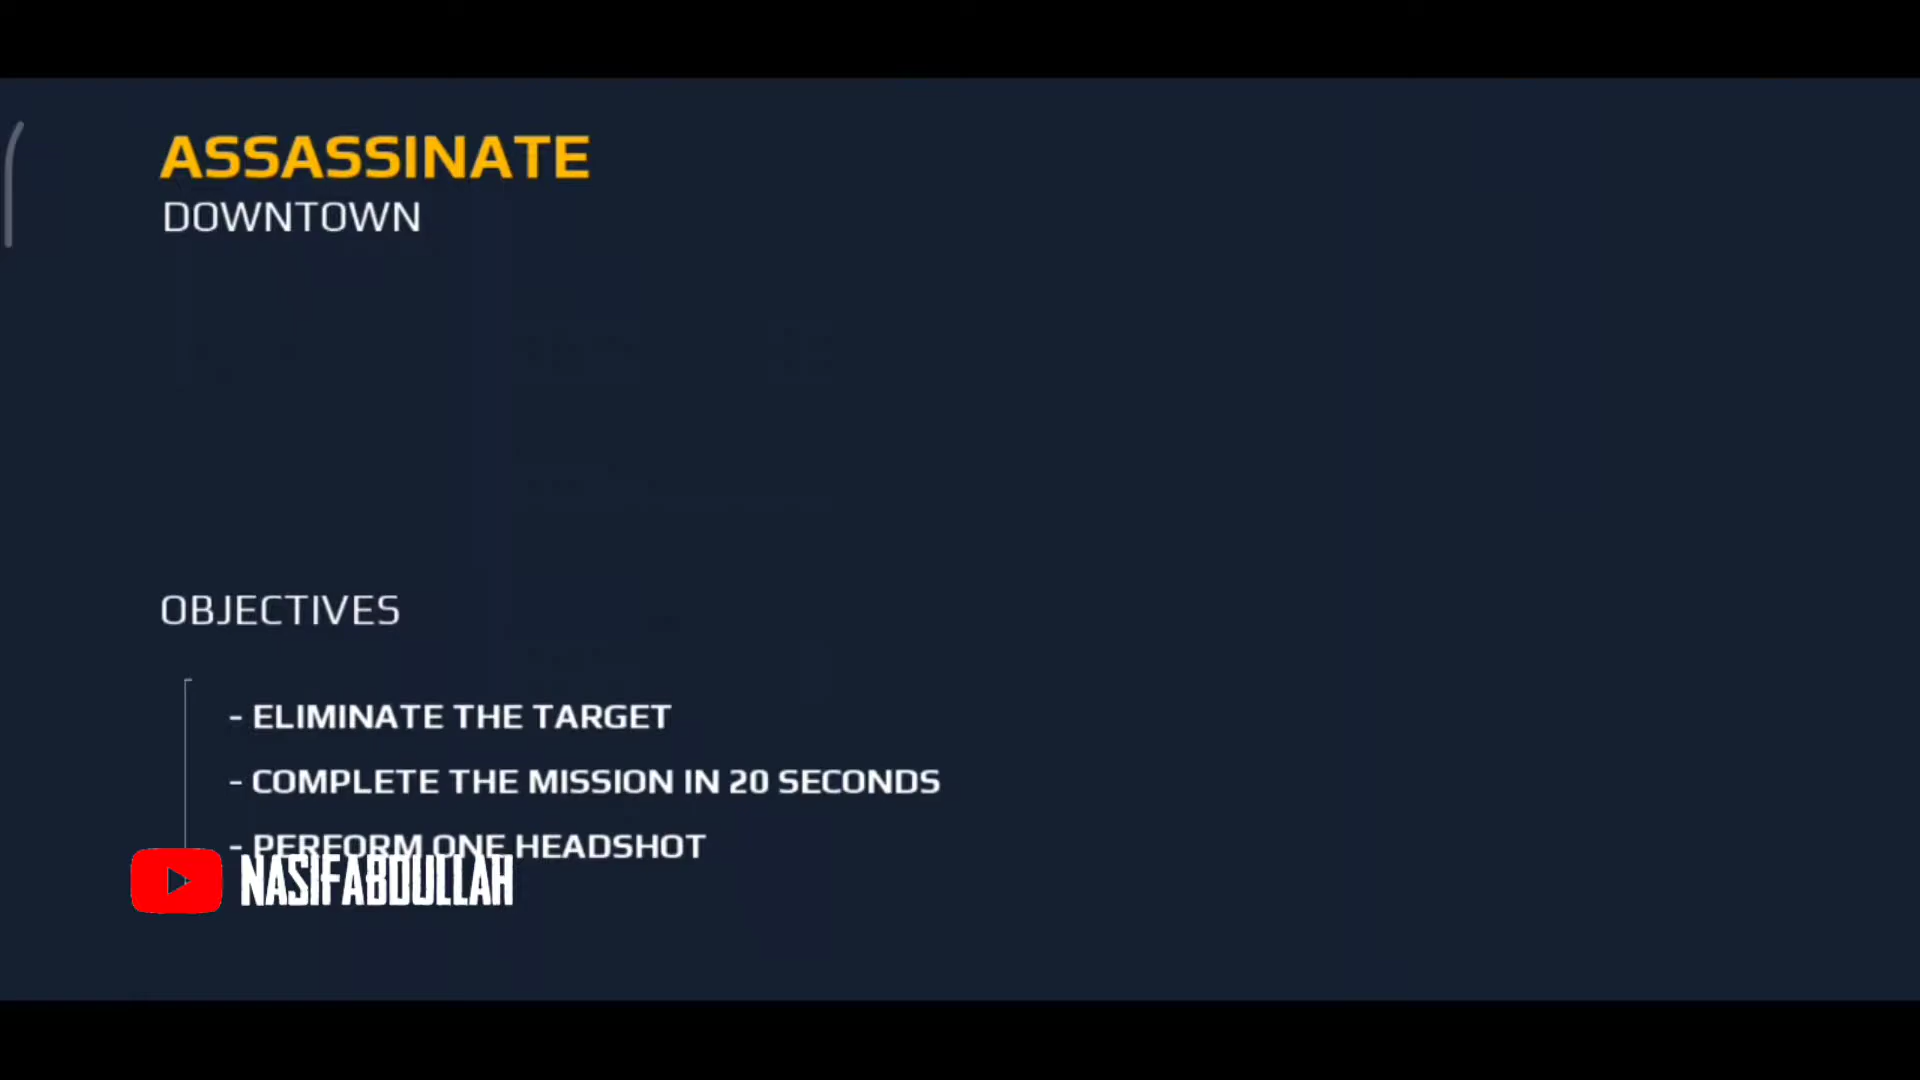 ASSASSINATE
DOWNTOWN
OBJECTIVES
- ELIMINATE THE TARGET
- COMPLETE THE MISSION IN 20 SECONDS
- PERFORM ONE HEADSHOT
NASIFABDULLAH